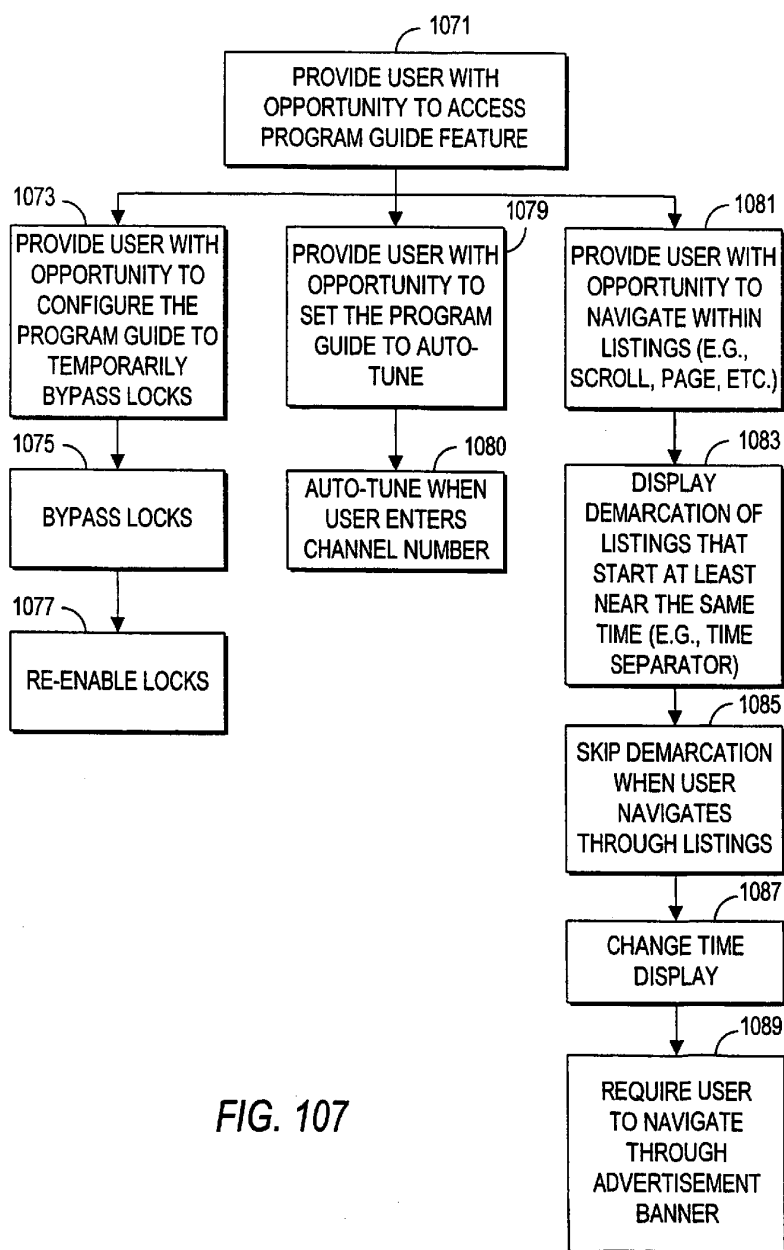 1071
PROVIDE USER WITH
OPPORTUNITY TO ACCESS
PROGRAM GUIDE FEATURE
1073
PROVIDE USER WITH
OPPORTUNITY TO
CONFIGURE THE
PROGRAM GUIDE TO
TEMPORARILY
BYPASS LOCKS
1075
BYPASS LOCKS
1077
RE-ENABLE LOCKS
1079
PROVIDE USER WITH
OPPORTUNITY TO
SET THE PROGRAM
GUIDE TO AUTO-
TUNE
1080
AUTO-TUNE WHEN
USER ENTERS
CHANNEL NUMBER
1081
PROVIDE USER WITH
OPPORTUNITY TO
NAVIGATE WITHIN
LISTINGS (E.G.,
SCROLL, PAGE, ETC.)
1083
DISPLAY
DEMARCATION OF
LISTINGS THAT
START AT LEAST
NEAR THE SAME
TIME (E.G., TIME
SEPARATOR)
1085
SKIP DEMARCATION
WHEN USER
NAVIGATES
THROUGH LISTINGS
1087
CHANGE TIME
DISPLAY
1089
REQUIRE USER
TO NAVIGATE
THROUGH
ADVERTISEMENT
BANNER
FIG. 107